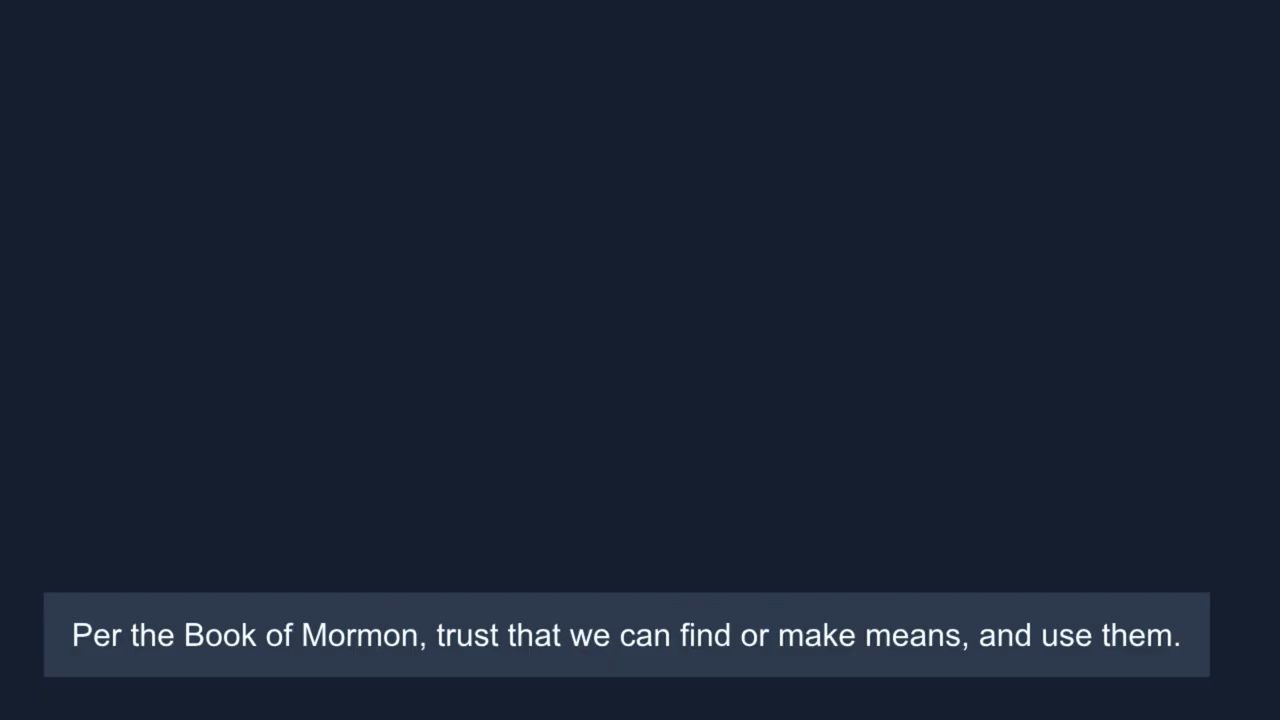 Per the Book of Mormon, trust that we can find or make means, and use them.